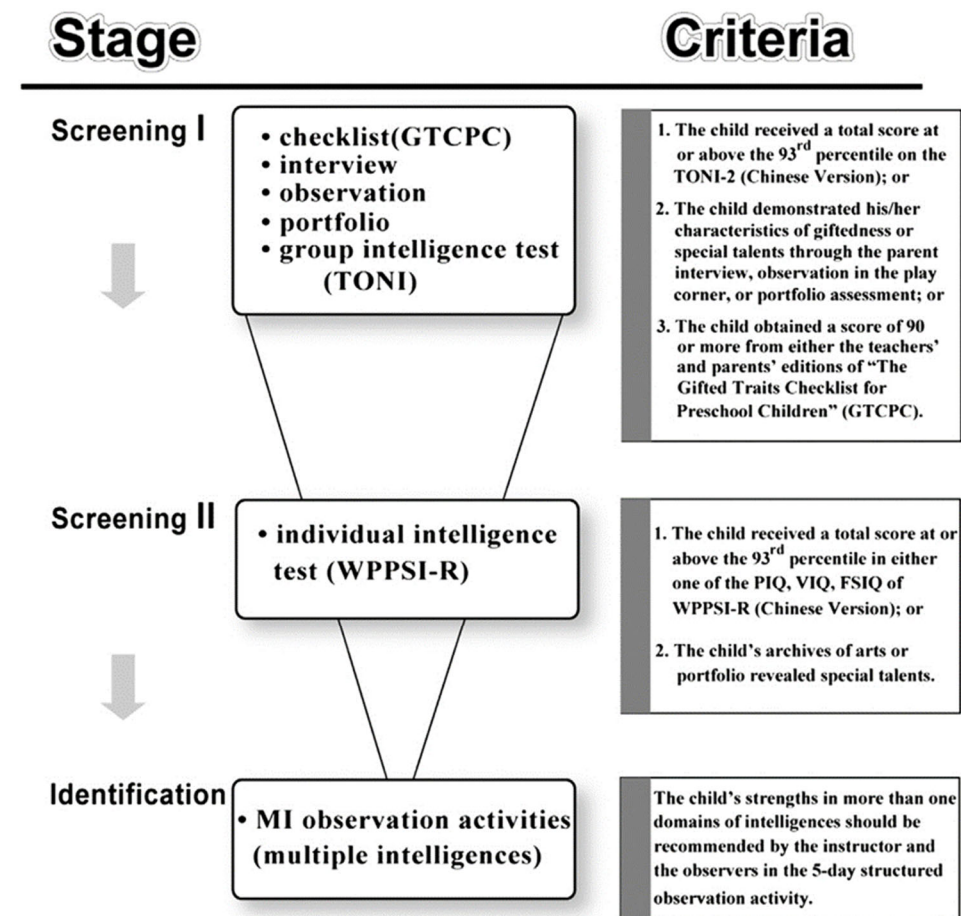 Stage
Criteria
Screening I
• checklist(GTCPC)
• interview
• observation
• portfolio
• group intelligence test
(TONI)
1. The child received a total score at
or above the 93rd percentile on the
TONI-2 (Chinese Version); or
2. The child demonstrated his/her
characteristics of giftedness or
special talents through the parent
interview, observation in the play
corner, or portfolio assessment; or
3. The child obtained a score of 90
or more from either the teachers’
and parents’ editions of “The
Gifted Traits Checklist for
Preschool Children” (GTCPC).
Screening II
• individual intelligence
test (WPPSI-R)
1. The child received a total score at or
above the 93rd percentile in either
one of the PIQ, VIQ, FSIQ of
WPPSI-R (Chinese Version); or
2. The child’s archives of arts or
portfolio revealed special talents.
Identification
• MI observation activities
(multiple intelligences)
The child’s strengths in more than one
domains of intelligences should be
recommended by the instructor and
the observers in the 5-day structured
observation activity.